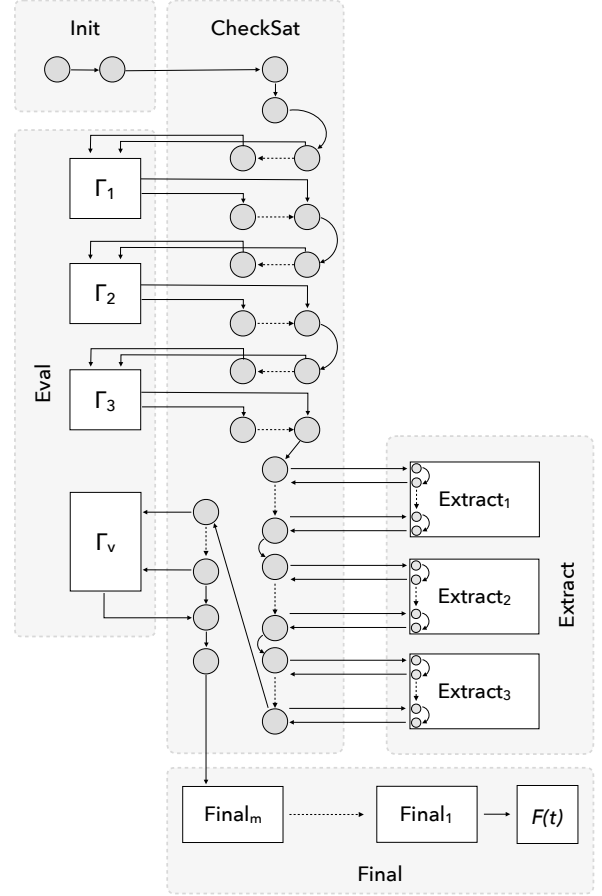 Init
CheckSat
Γ1
Γ2
Eval
Γ3
Extract1
Γv
Extract2
Extract
Extract3
Finalm
Final1
F(t)
Final